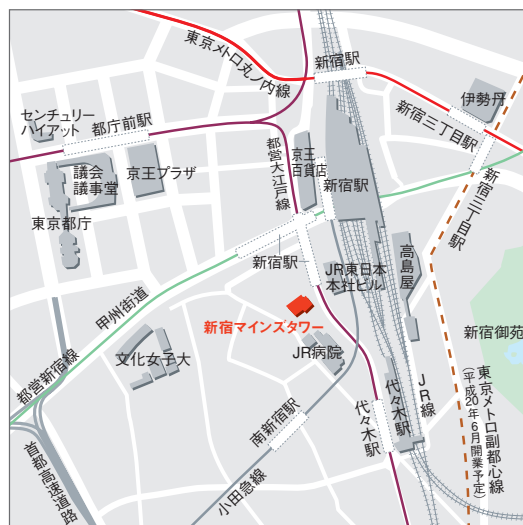 東京メトロ丸ノ内線
新宿駅
伊勢丹
新宿三丁目駅
センチュリー
ハイアット
都庁前駅
議会
議事堂
京王プラザ
東京都庁
都営大江戸線
京王
百貨店
新宿駅
新宿三丁目駅
新宿駅
JR東日本
本社ビル
高島屋
甲州街道
新宿マインズタワー
JR病院
新宿御苑
文化女子大
都営新宿線
首都高速道路
南新宿駅
小田急線
代々木駅
代々木駅
JR線
東京メトロ副都心線
（平成20年6月開業予定）